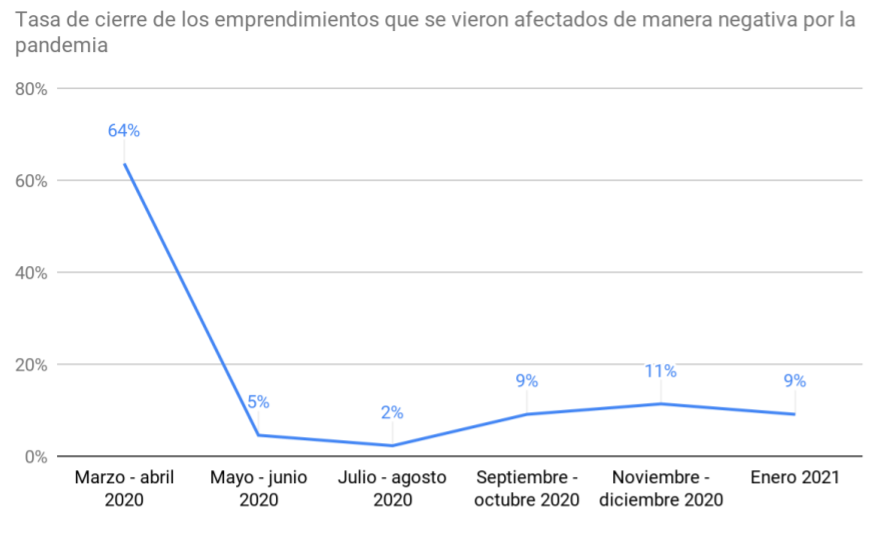 Tasa de cierre de los emprendimientos que se vieron afectados de manera negativa por la
pandemia
80%
64%
60%
40%
20%
11%
9%
9%
5%
2%
0%
Marzo - abril
2020
Mayo - junio
2020
Julio - agosto
2020
Septiembre -
octubre 2020
Noviembre -
diciembre 2020
Enero 2021